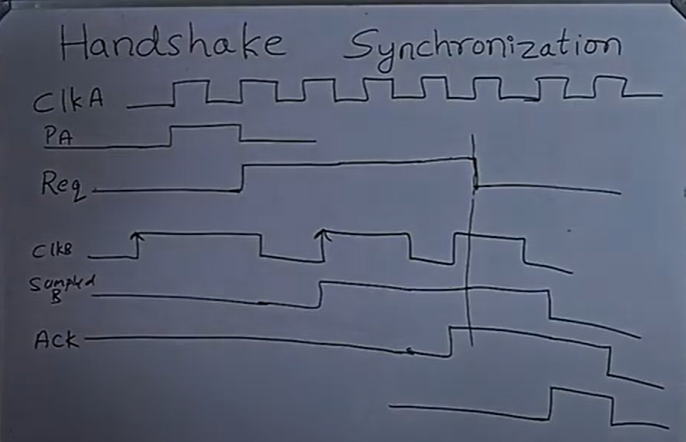 Handshake Synchronization
ClkA
PA
Req
ClkB
Sampled
B
Ack